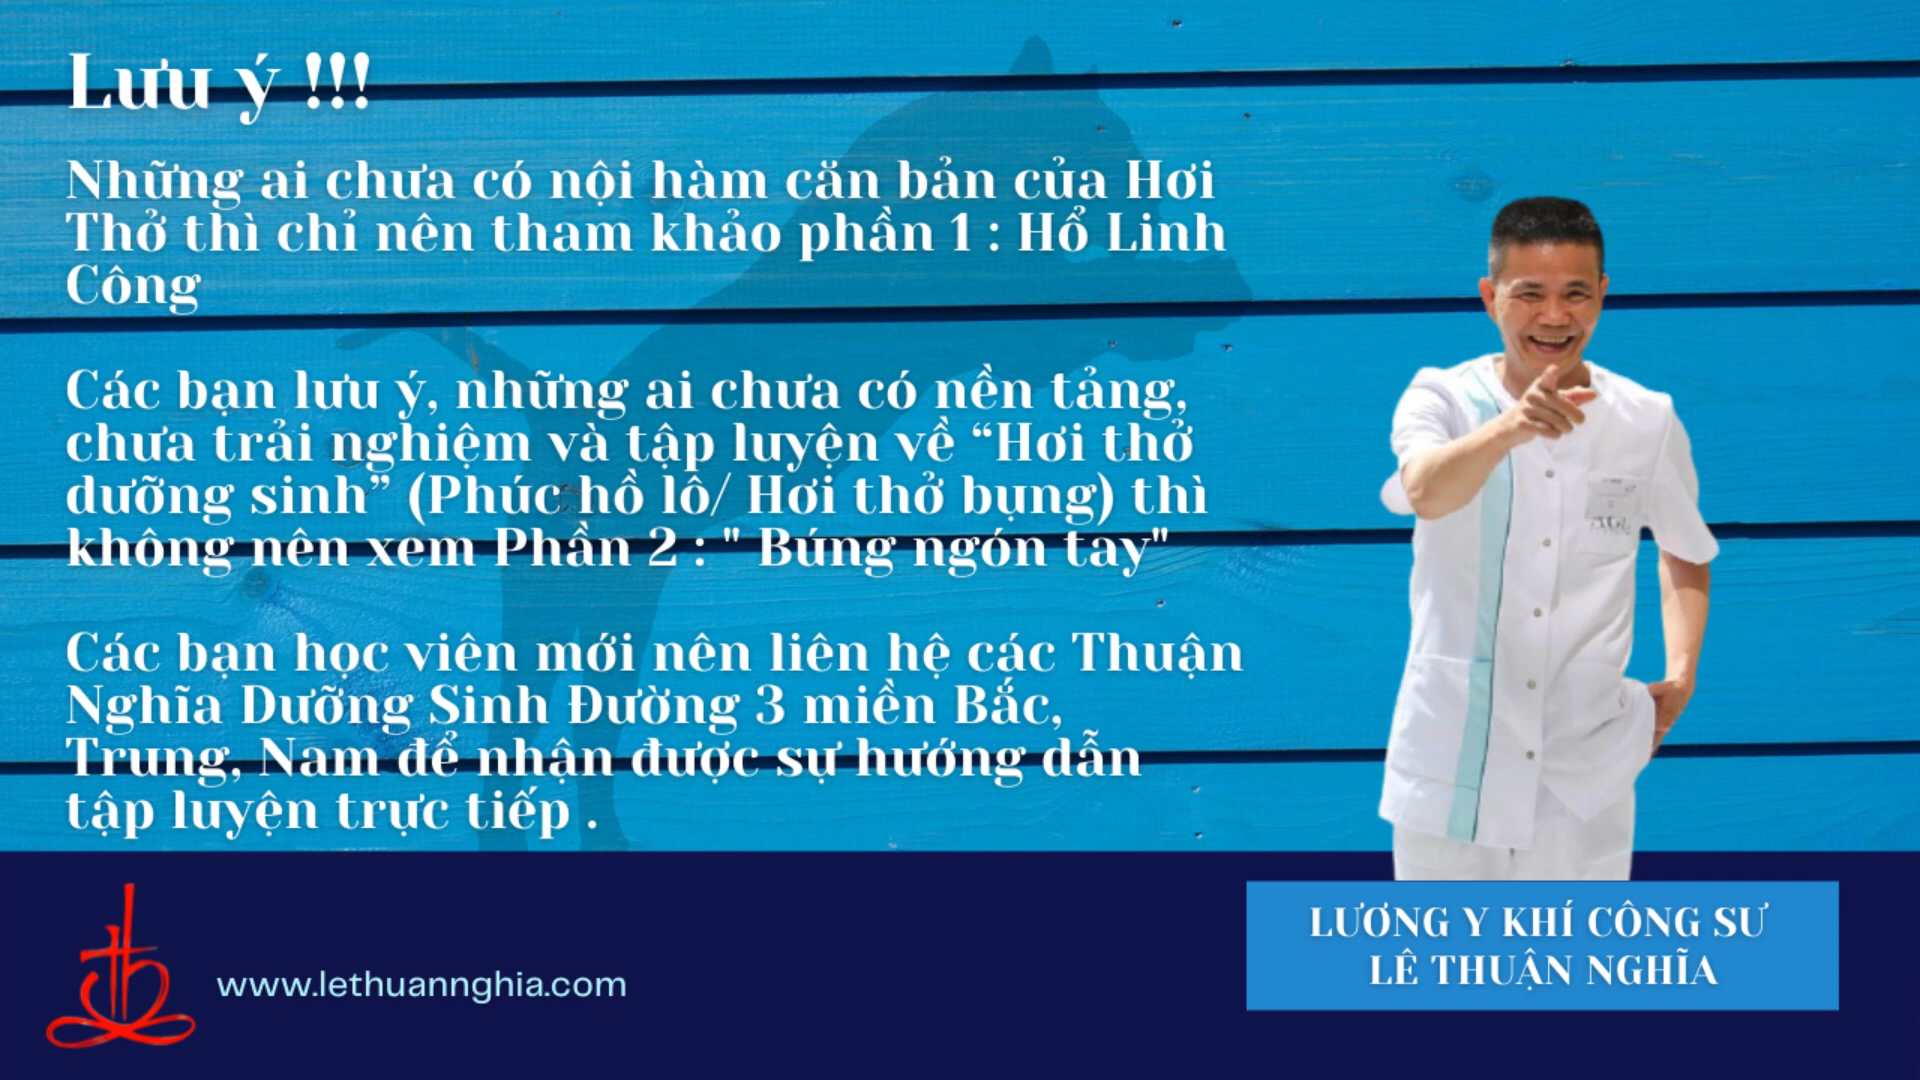 Lưu ý !!!
Những ai chưa có nội hàm căn bản của Hơi
Thở thì chỉ nên tham khảo phần 1 : Hổ Linh
Công
Các bạn lưu ý, những ai chưa có nền tảng,
chưa trải nghiệm và tập luyện về “Hơi thở
dưỡng sinh” (Phúc hồ lô/ Hơi thở bụng) thì
không nên xem Phần 2 : " Búng ngón tay"
Các bạn học viên mới nên liên hệ các Thuận
Nghĩa Dưỡng Sinh Đường 3 miền Bắc,
Trung, Nam để nhận được sự hướng dẫn
tập luyện trực tiếp .
www.lethuannghia.com
LƯƠNG Y KHÍ CÔNG SƯ
LÊ THUẬN NGHĨA